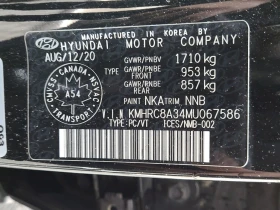 MANUFACTURED IN KOREA BY
HYUNDAI MOTOR COMPANY
AUG/12/20
GVWR/PNBV 1710 kg
GAWR/PNBE FRONT 953 kg
GAWR/PNBE REAR 857 kg
CMVSS·CANADA·NSVAC
TRANSPORT
A54
PAINT NKA TRIM NNB
V.I.N KMHRC8A34MU067586
TYPE:PC/VT ICES/NMB-002